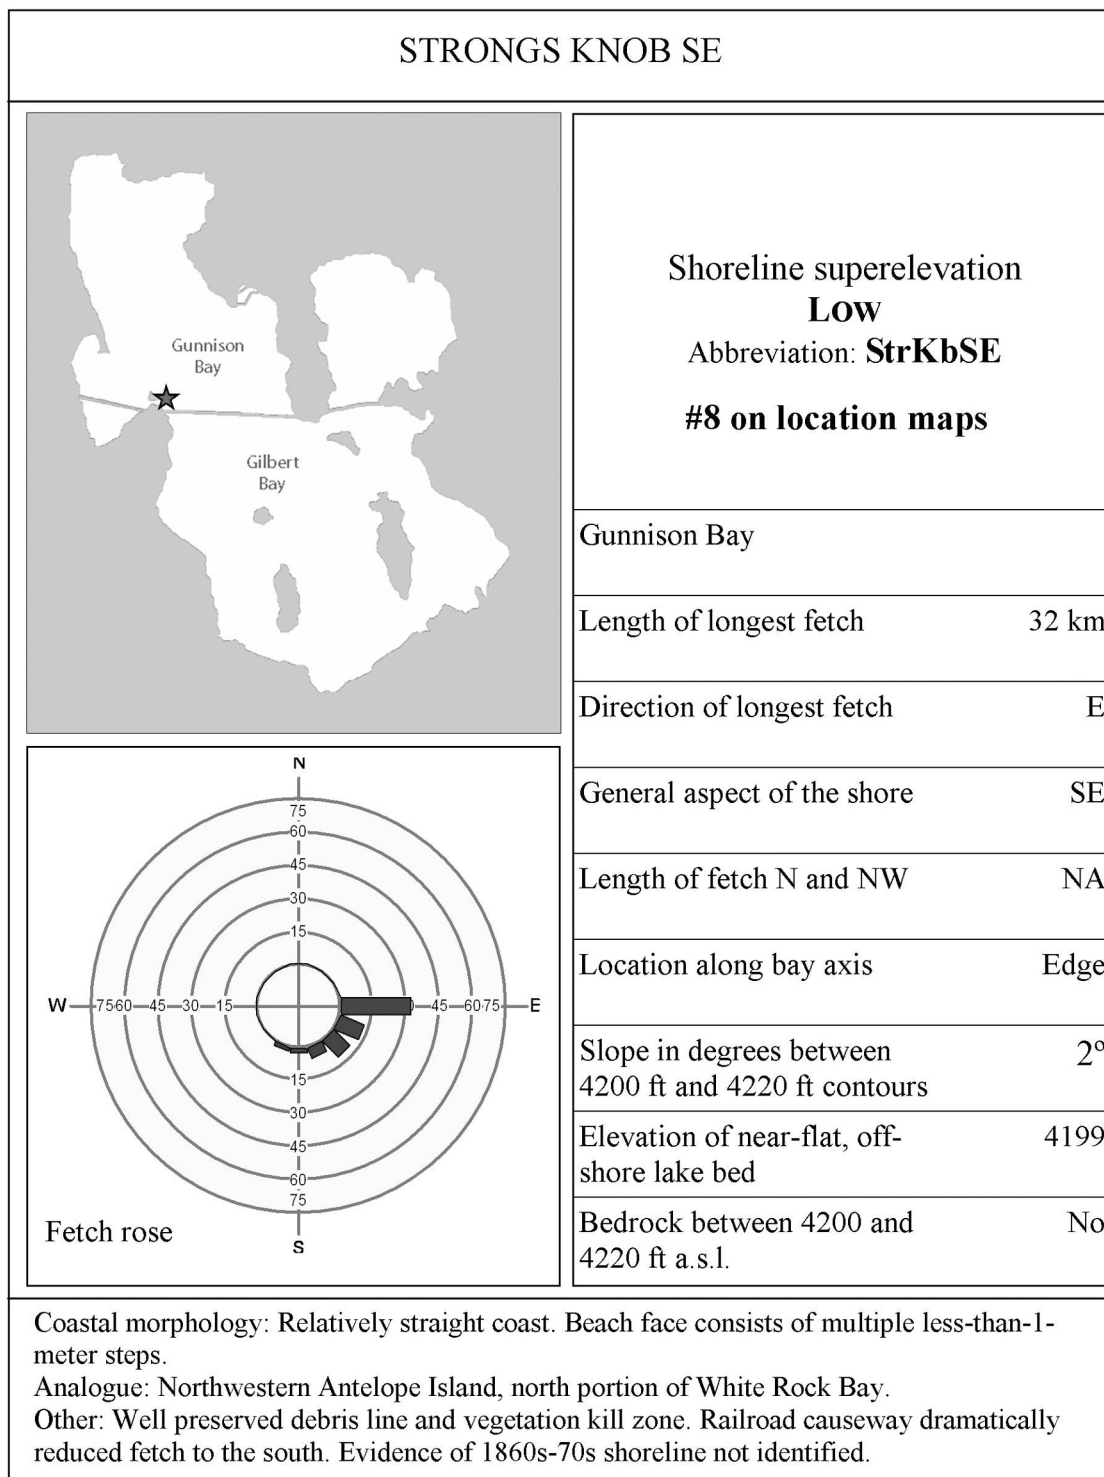 STRONGS KNOB SE
Gunnison
Bay
Gilbert
Bay
Shoreline superelevation
LOW
Abbreviation: StrKbSE
#8 on location maps
Gunnison Bay
Length of longest fetch 32 km
Direction of longest fetch E
General aspect of the shore SE
Length of fetch N and NW NA
Location along bay axis Edge
Slope in degrees between 2º
4200 ft and 4220 ft contours
Elevation of near-flat, off- 4199
shore lake bed
Bedrock between 4200 and No
4220 ft a.s.l.
N
75
60
45
30
15
W 75 60 45 30 15 45 60 75 E
15
30
45
60
75
S
Fetch rose
Coastal morphology: Relatively straight coast. Beach face consists of multiple less-than-1-
meter steps.
Analogue: Northwestern Antelope Island, north portion of White Rock Bay.
Other: Well preserved debris line and vegetation kill zone. Railroad causeway dramatically
reduced fetch to the south. Evidence of 1860s-70s shoreline not identified.